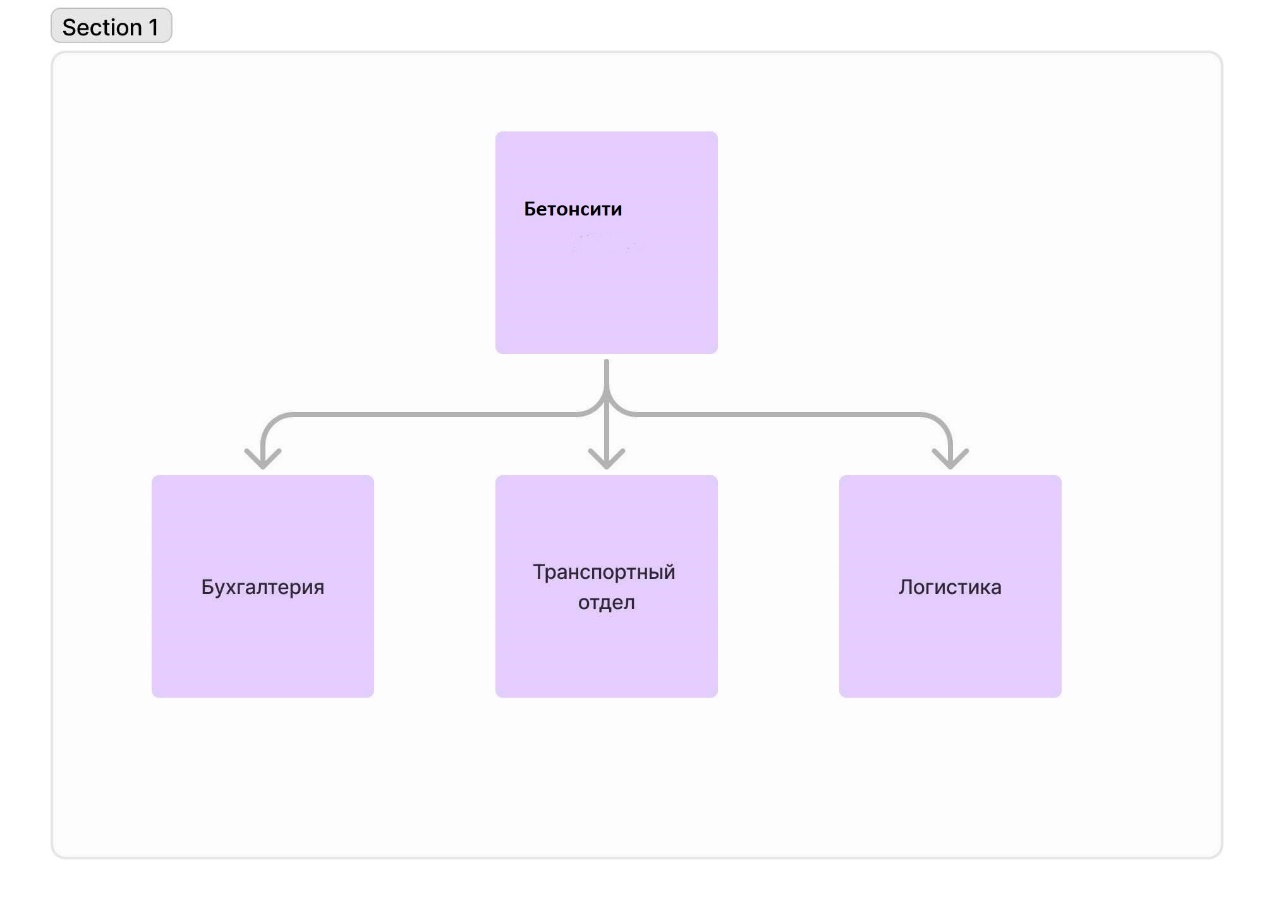 Section 1
Бетонсити
Бухгалтерия
Транспортный
отдел
Логистика